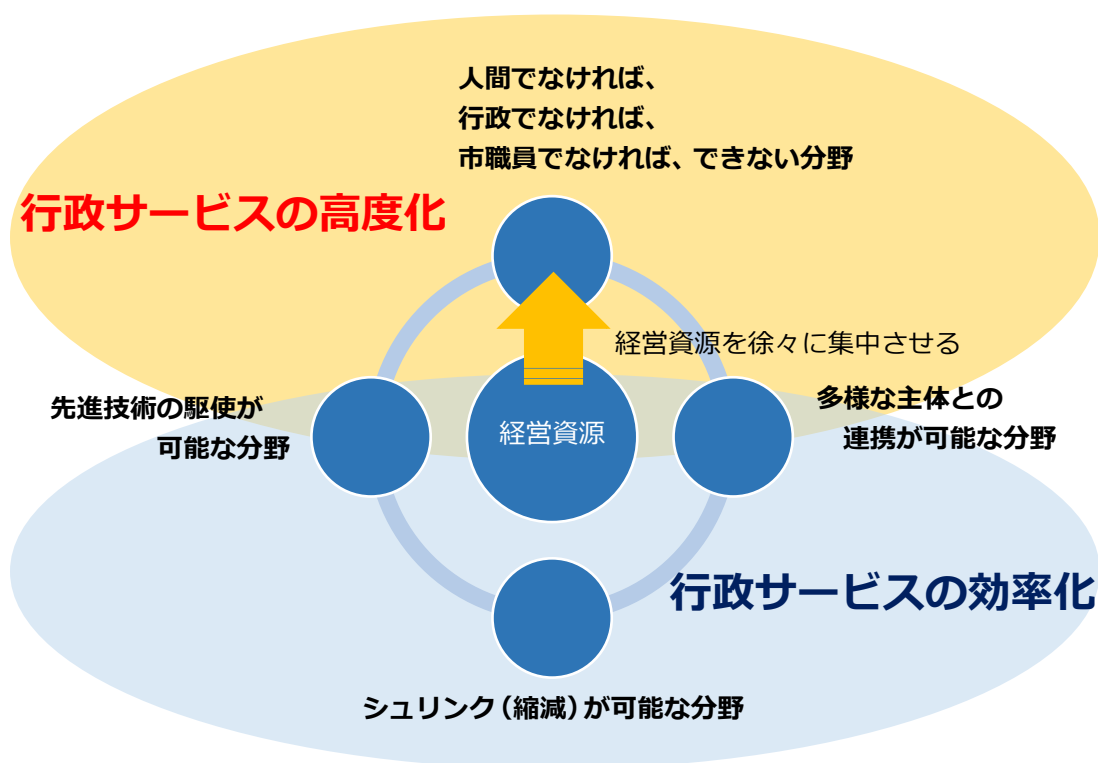 人間でなければ、
行政でなければ、
市職員でなければ、できない分野
行政サービスの高度化
経営資源を徐々に集中させる
先進技術の駆使が
可能な分野
経営資源
多様な主体との
連携が可能な分野
行政サービスの効率化
シュリンク(縮減)が可能な分野